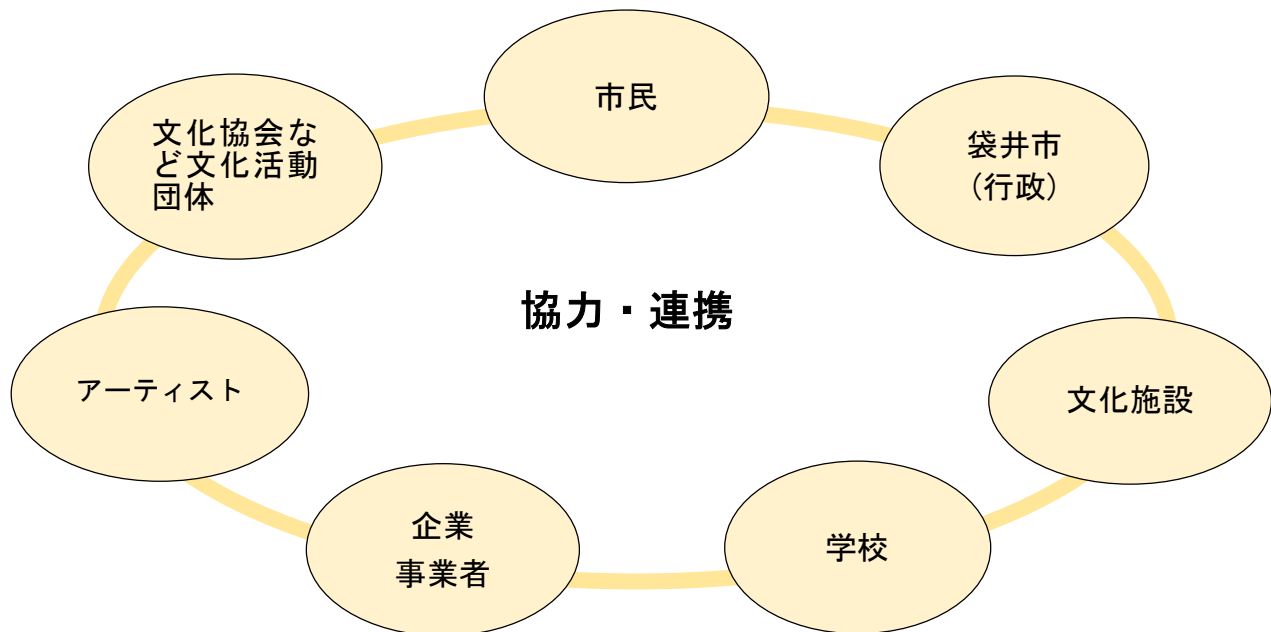 市民
文化協会な
ど文化活動
団体
袋井市
（行政）
協力・連携
アーティスト
文化施設
企業
事業者
学校